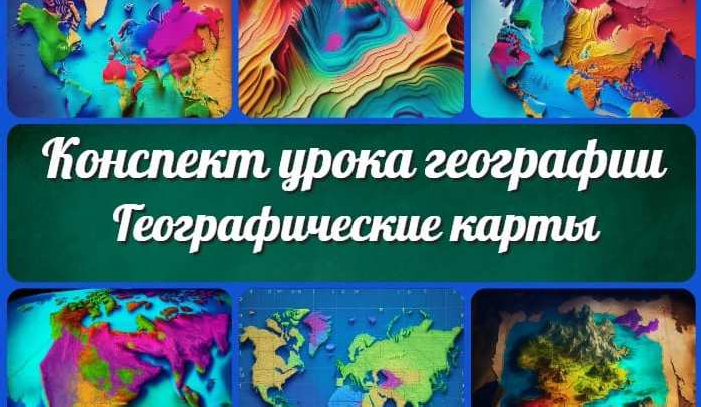 Конспект урока географии
Географические карты